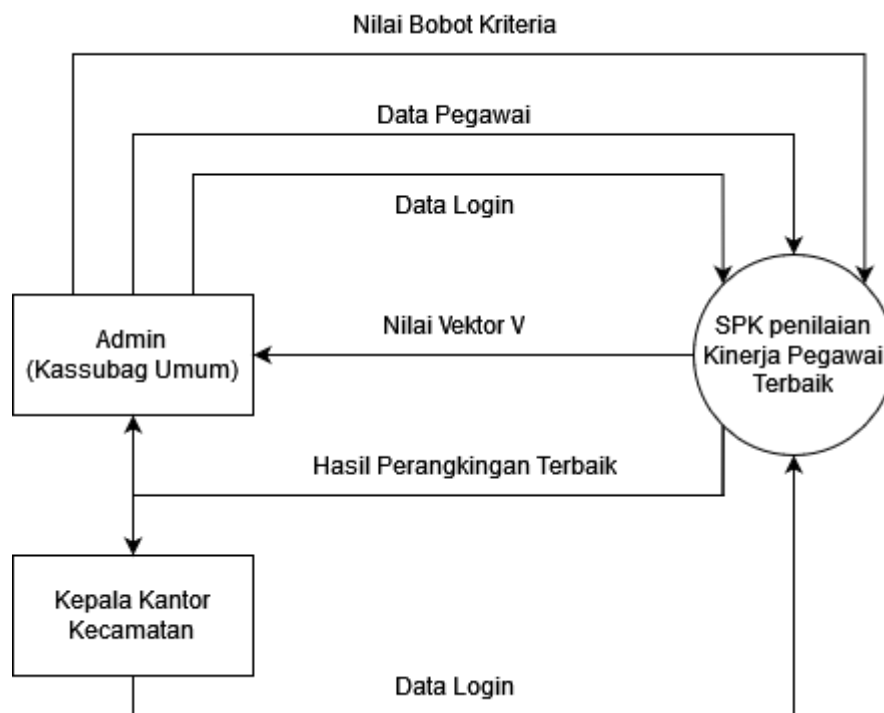 Nilai Bobot Kriteria
Data Pegawai
Data Login
Admin
(Kassubag Umum)
Nilai Vektor V
SPK penilaian
Kinerja Pegawai
Terbaik
Hasil Perangkingan Terbaik
Kepala Kantor
Kecamatan
Data Login